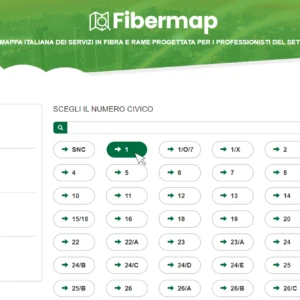 Fibermap
MAPPA ITALIANA DEI SERVIZI IN FIBRA E RAME PROGETTATA PER I PROFESSIONISTI DEL SET
SCEGLI IL NUMERO CIVICO
SNC 1 1/O/7 1/X 2
4 5 6 7 8
10 11 12 13 14
15/18 16 18 19 20
22 22/A 23 23/A 24
24/B 24/C 24/D 24/E 25
25/B 26 26/A 26/B 26/C